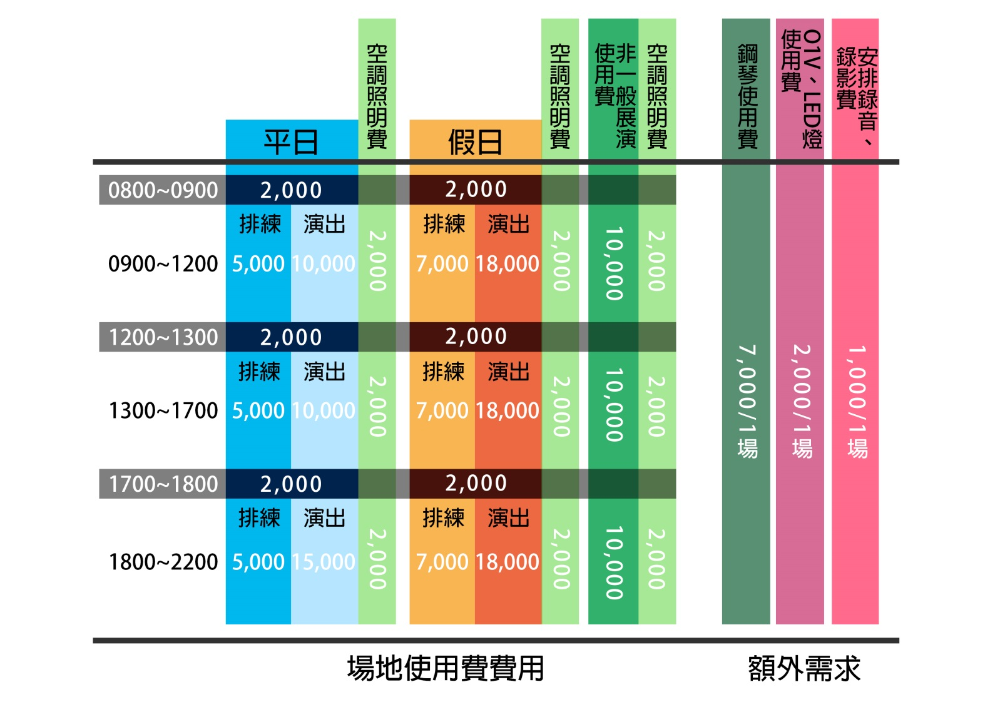 空調照明費
空調照明費
非一般展演
使用費
空調照明費
鋼琴使用費
O1V、LED燈
使用費
安排錄音、
錄影費
平日
假日
0800~0900 2,000 2,000
排練 演出 排練 演出
0900~1200 5,000 10,000 2,000 7,000 18,000 2,000 10,000 2,000
1200~1300 2,000 2,000
排練 演出 排練 演出
1300~1700 5,000 10,000 2,000 7,000 18,000 2,000 10,000 2,000
7,000/1場
2,000/1場
1,000/1場
1700~1800 2,000 2,000
排練 演出 排練 演出
1800~2200 5,000 15,000 2,000 7,000 18,000 2,000 10,000 2,000
場地使用費費用
額外需求